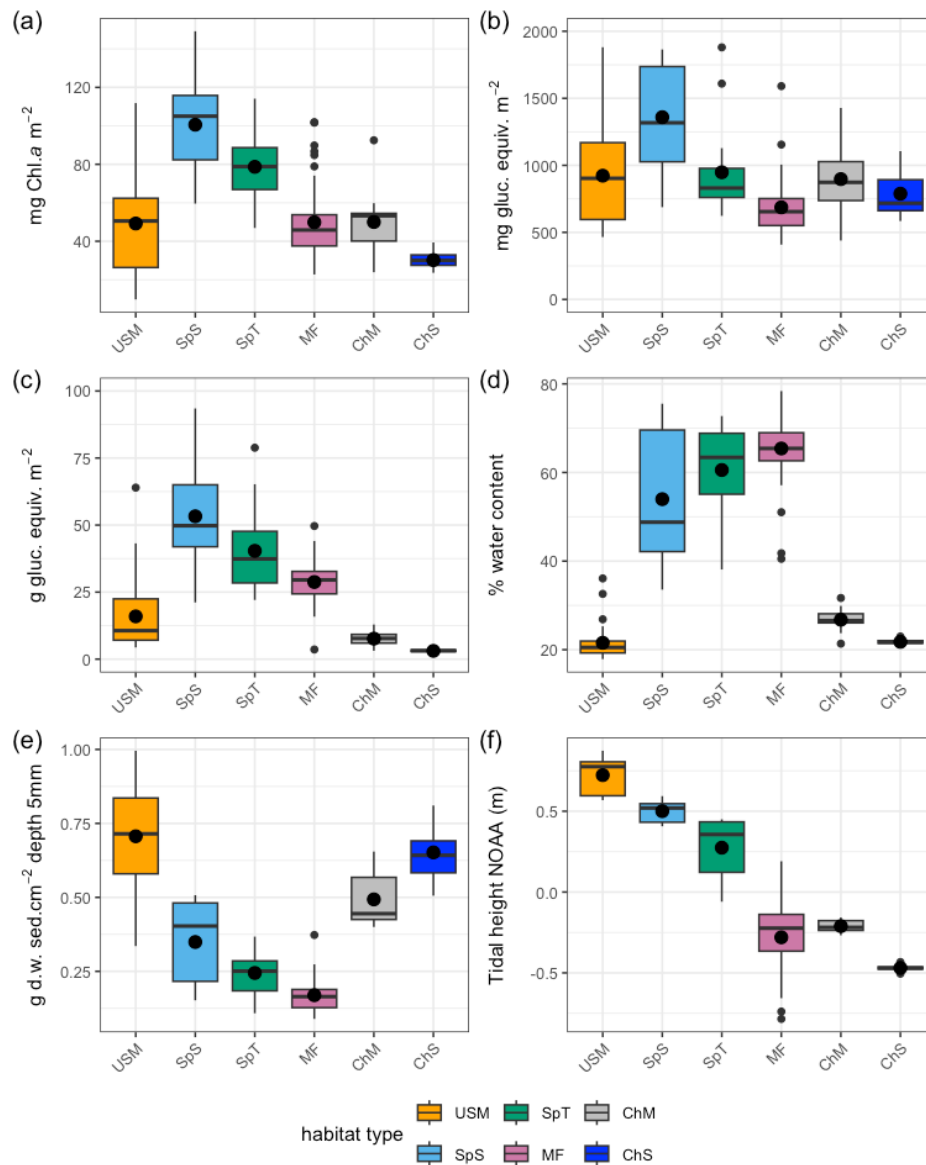 (a)
mg Chl.a m⁻²
120
80
40
USM SpS SpT MF ChM ChS
(b)
mg gluc. equiv. m⁻²
2000
1500
1000
500
0
USM SpS SpT MF ChM ChS
(c)
g gluc. equiv. m⁻²
100
75
50
25
0
USM SpS SpT MF ChM ChS
(d)
% water content
80
60
40
20
USM SpS SpT MF ChM ChS
(e)
g d.w. sed.cm⁻² depth 5mm
1.00
0.75
0.50
0.25
USM SpS SpT MF ChM ChS
(f)
Tidal height NOAA (m)
0.5
0.0
-0.5
USM SpS SpT MF ChM ChS
habitat type
USM SpT ChM
SpS MF ChS